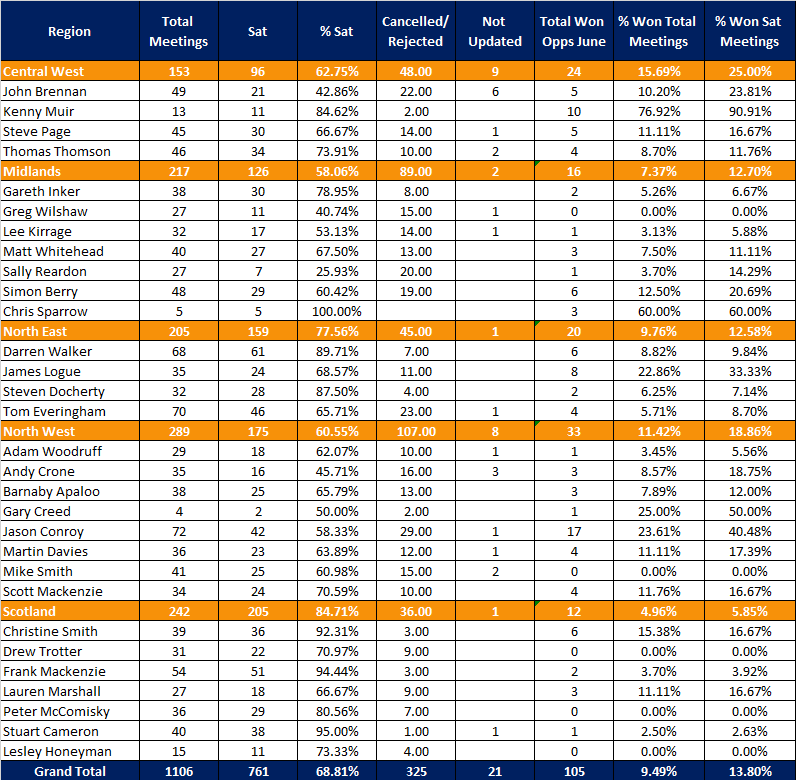 Region Total Meetings Sat % Sat Cancelled/ Rejected Not Updated Total Won Opps June % Won Total Meetings % Won Sat Meetings
Central West 153 96 62.75% 48.00 9 24 15.69% 25.00%
John Brennan 49 21 42.86% 22.00 6 5 10.20% 23.81%
Kenny Muir 13 11 84.62% 2.00 10 76.92% 90.91%
Steve Page 45 30 66.67% 14.00 1 5 11.11% 16.67%
Thomas Thomson 46 34 73.91% 10.00 2 4 8.70% 11.76%
Midlands 217 126 58.06% 89.00 2 16 7.37% 12.70%
Gareth Inker 38 30 78.95% 8.00 2 5.26% 6.67%
Greg Wilshaw 27 11 40.74% 15.00 1 0 0.00% 0.00%
Lee Kirrage 32 17 53.13% 14.00 1 1 3.13% 5.88%
Matt Whitehead 40 27 67.50% 13.00 3 7.50% 11.11%
Sally Reardon 27 7 25.93% 20.00 1 3.70% 14.29%
Simon Berry 48 29 60.42% 19.00 6 12.50% 20.69%
Chris Sparrow 5 5 100.00% 3 60.00% 60.00%
North East 205 159 77.56% 45.00 1 20 9.76% 12.58%
Darren Walker 68 61 89.71% 7.00 6 8.82% 9.84%
James Logue 35 24 68.57% 11.00 8 22.86% 33.33%
Steven Docherty 32 28 87.50% 4.00 2 6.25% 7.14%
Tom Everingham 70 46 65.71% 23.00 1 4 5.71% 8.70%
North West 289 175 60.55% 107.00 8 33 11.42% 18.86%
Adam Woodruff 29 18 62.07% 10.00 1 1 3.45% 5.56%
Andy Crone 35 16 45.71% 16.00 3 3 8.57% 18.75%
Barnaby Apaloo 38 25 65.79% 13.00 3 7.89% 12.00%
Gary Creed 4 2 50.00% 2.00 1 25.00% 50.00%
Jason Conroy 72 42 58.33% 29.00 1 17 23.61% 40.48%
Martin Davies 36 23 63.89% 12.00 1 4 11.11% 17.39%
Mike Smith 41 25 60.98% 15.00 2 0 0.00% 0.00%
Scott Mackenzie 34 24 70.59% 10.00 4 11.76% 16.67%
Scotland 242 205 84.71% 36.00 1 12 4.96% 5.85%
Christine Smith 39 36 92.31% 3.00 6 15.38% 16.67%
Drew Trotter 31 22 70.97% 9.00 0 0.00% 0.00%
Frank Mackenzie 54 51 94.44% 3.00 2 3.70% 3.92%
Lauren Marshall 27 18 66.67% 9.00 3 11.11% 16.67%
Peter McComisky 36 29 80.56% 7.00 0 0.00% 0.00%
Stuart Cameron 40 38 95.00% 1.00 1 1 2.50% 2.63%
Lesley Honeyman 15 11 73.33% 4.00 0 0.00% 0.00%
Grand Total 1106 761 68.81% 325 21 105 9.49% 13.80%